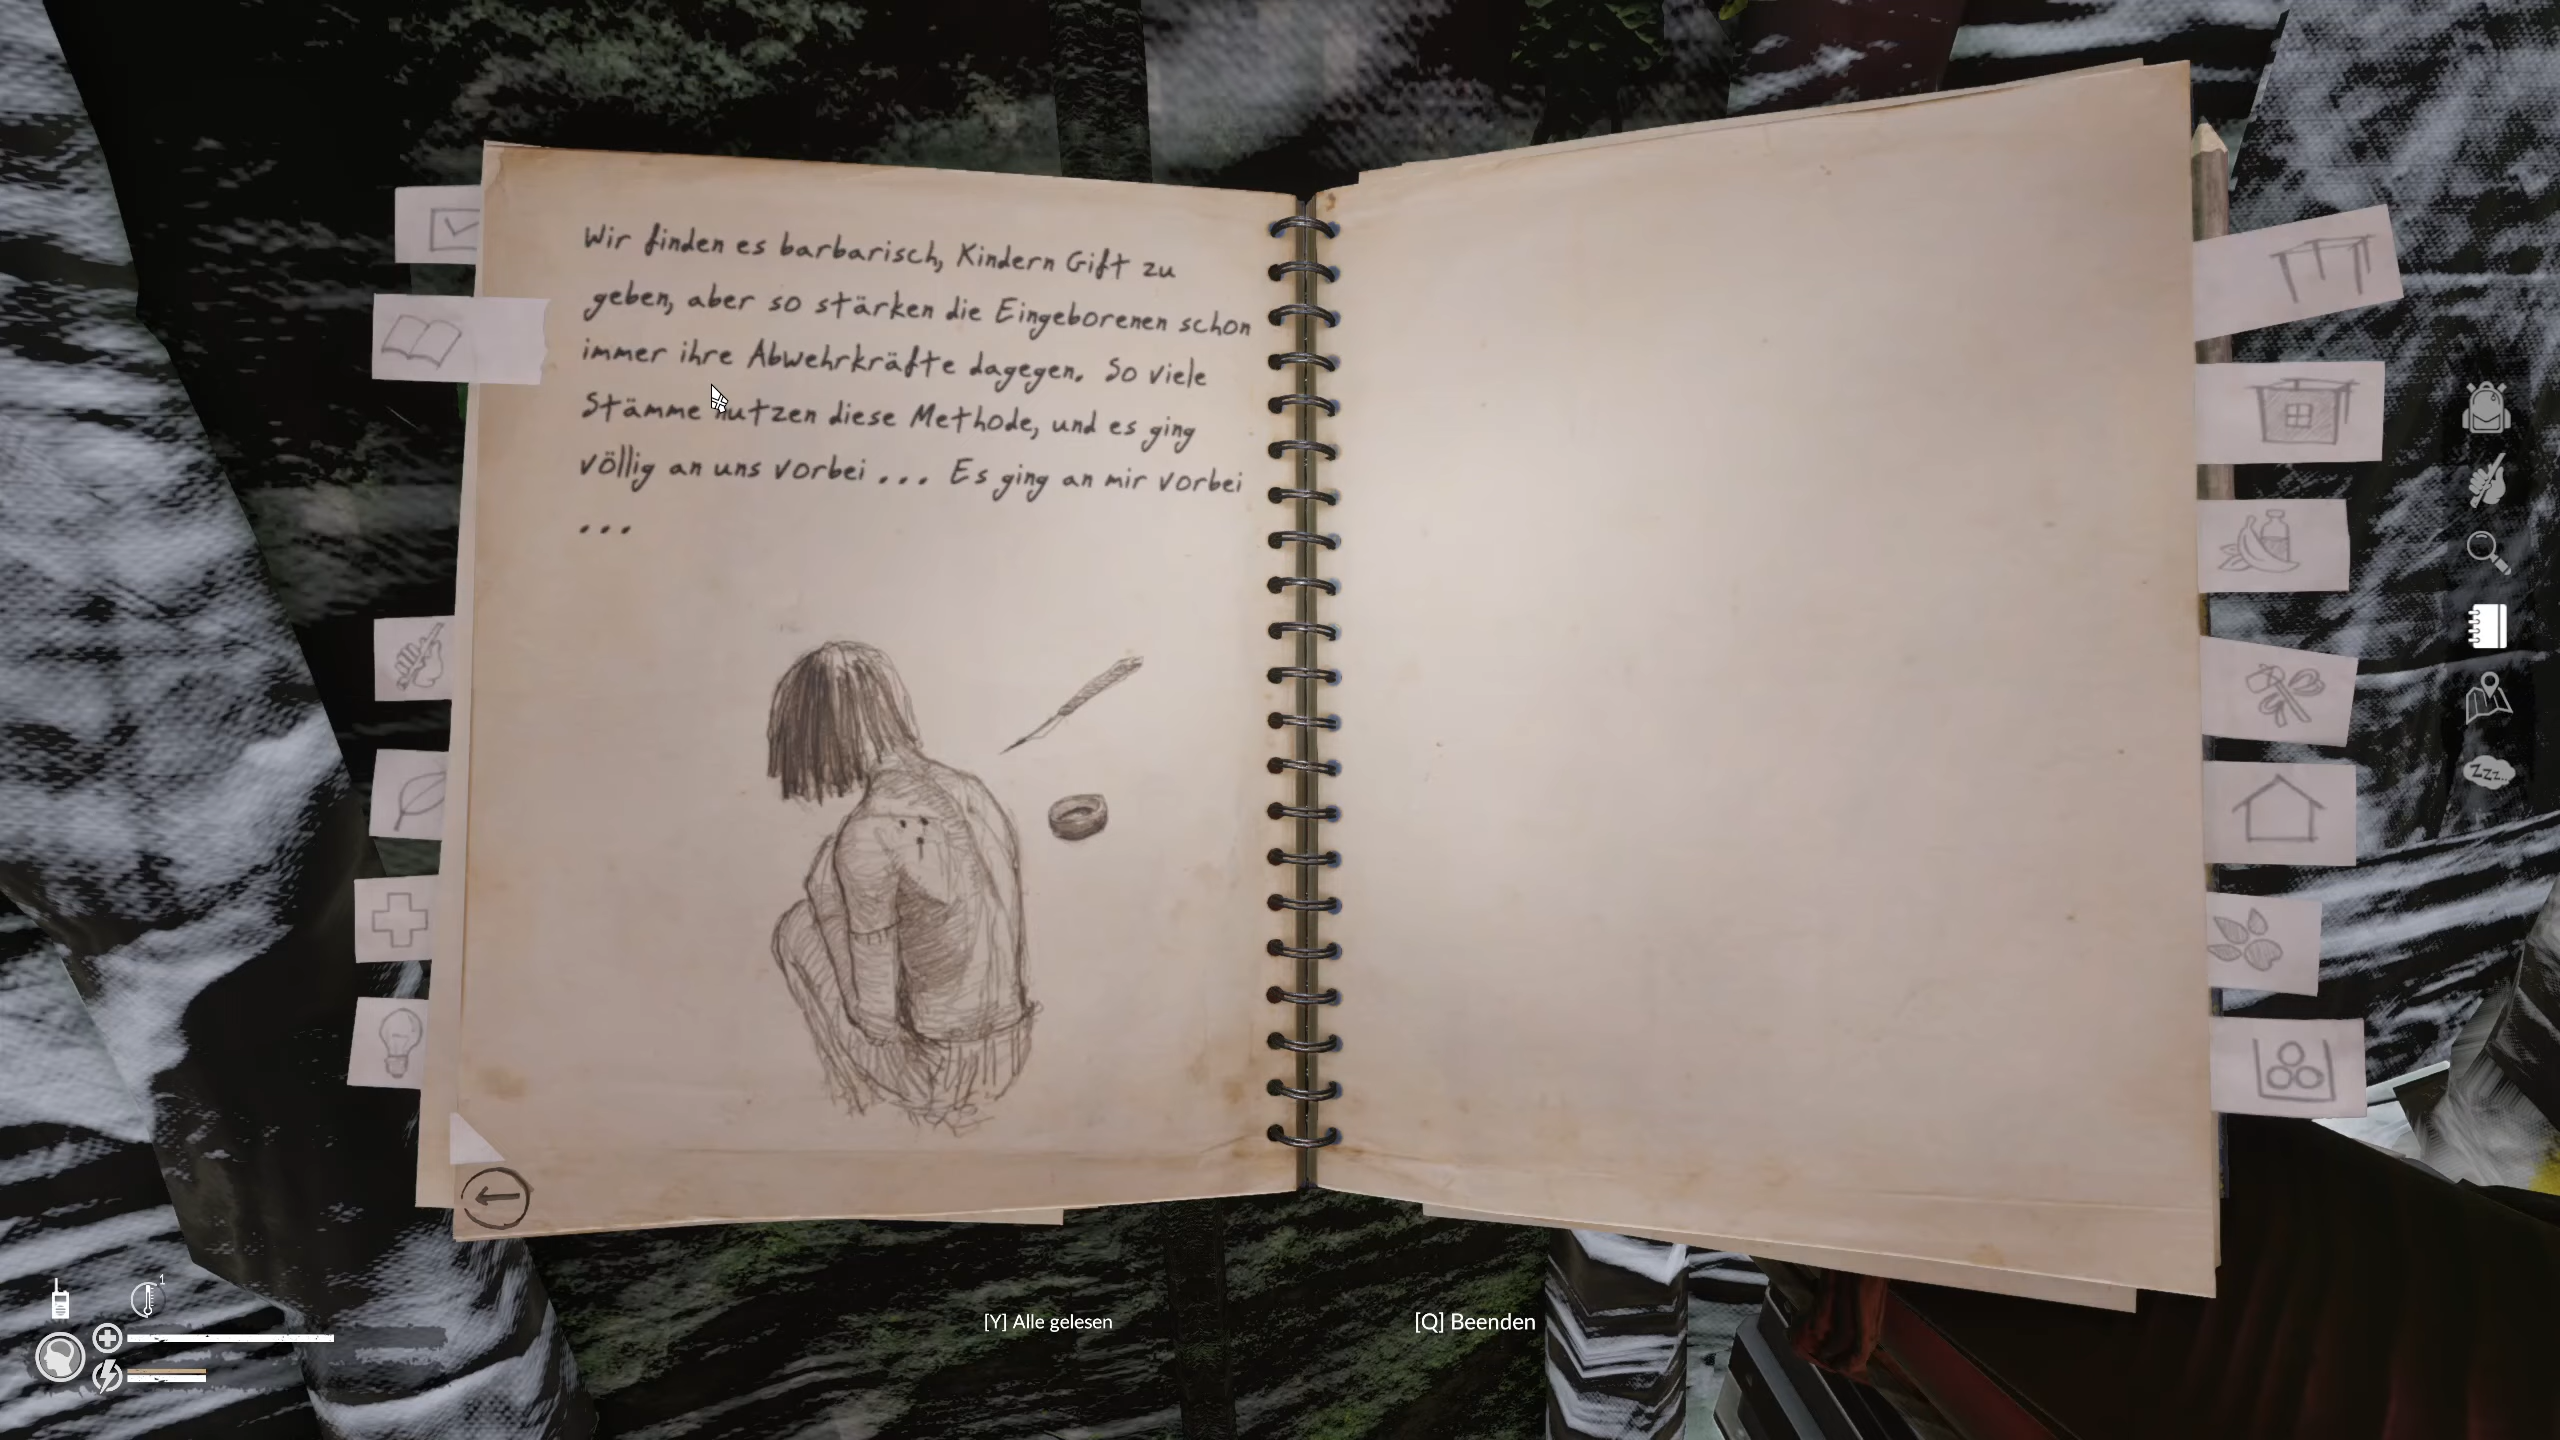 Wir finden es barbarisch, Kindern Gift zu
geben, aber so stärken die Eingeborenen schon
immer ihre Abwehrkräfte dagegen. So viele
Stämme nutzen diese Methode, und es ging
völlig an uns vorbei ... Es ging an mir vorbei
...
Zzz...
1
[Y] Alle gelesen
[Q] Beenden